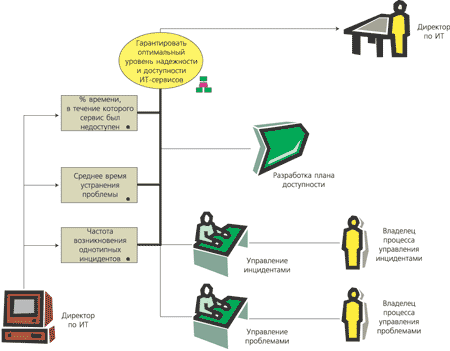 Гарантировать
оптимальный
уровень надежности
и доступности
ИТ-сервисов
Директор
по ИТ
% времени,
в течение которого
сервис был
недоступен
Среднее время
устранения
проблемы
Разработка плана
доступности
Частота
возникновения
однотипных
инцидентов
Управление
инцидентами
Владелец
процесса
управления
инцидентами
Директор
по ИТ
Управление
проблемами
Владелец
процесса
управления
проблемами